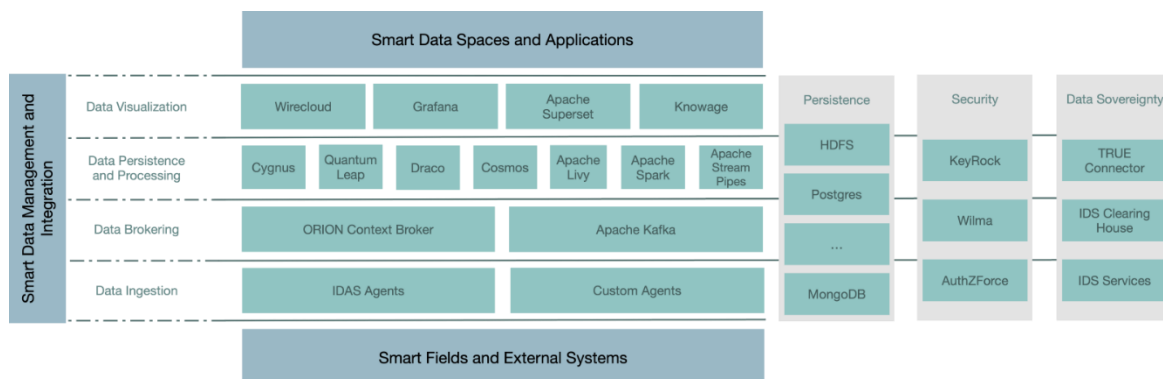 Smart Data Spaces and Applications
Smart Data Management and
Integration
Data Visualization
Wirecloud
Grafana
Apache
Superset
Knowage
Data Persistence
and Processing
Cygnus
Quantum
Leap
Draco
Cosmos
Apache
Livy
Apache
Spark
Apache
Stream
Pipes
Data Brokering
ORION Context Broker
Apache Kafka
Data Ingestion
IDAS Agents
Custom Agents
Smart Fields and External Systems
Persistence
HDFS
Postgres
...
MongoDB
Security
KeyRock
Wilma
AuthZForce
Data Sovereignty
TRUE
Connector
IDS Clearing
House
IDS Services